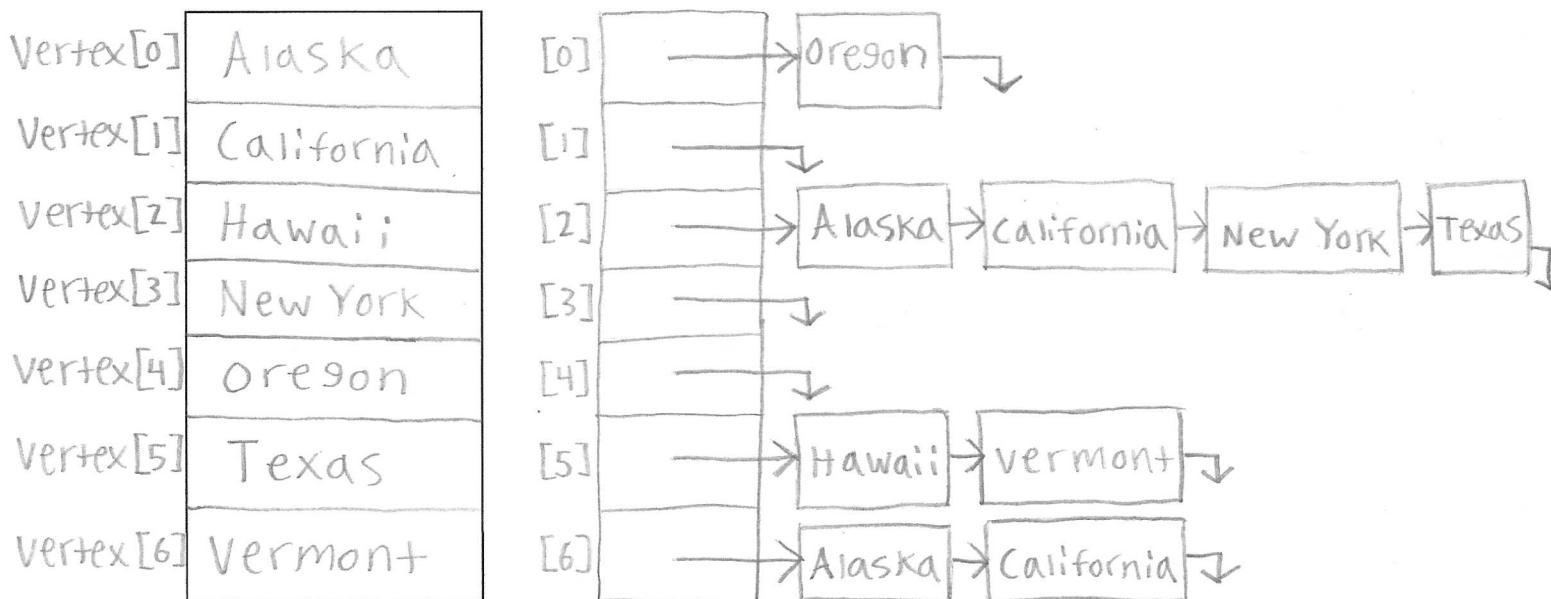 Vertex[0] Alaska [0] Oregon
Vertex[1] California [1]
Vertex[2] Hawaii [2] Alaska California New York Texas
Vertex[3] New York [3]
Vertex[4] Oregon [4]
Vertex[5] Texas [5] Hawaii Vermont
Vertex[6] Vermont [6] Alaska California